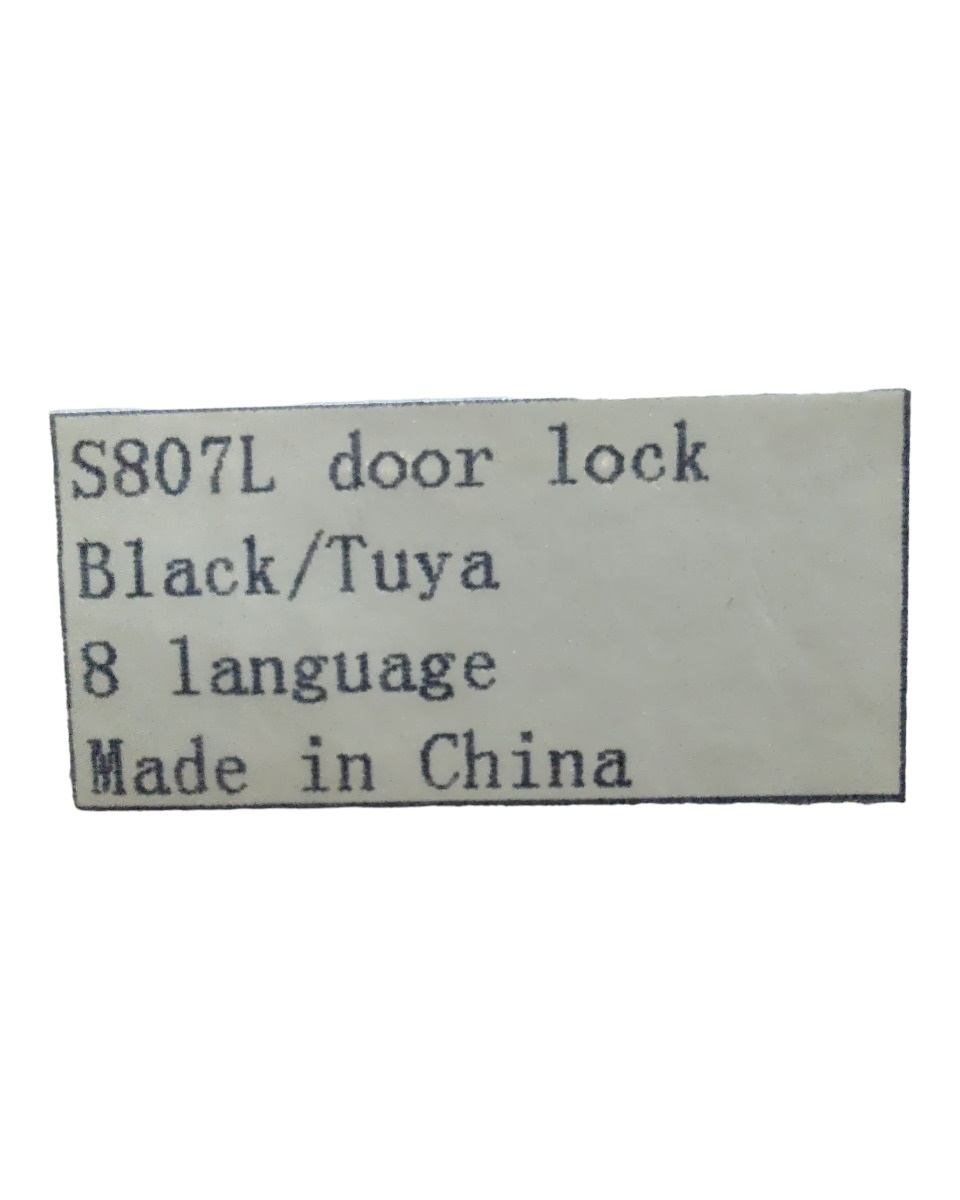 S807L door lock
Black/Tuya
8 language
Made in China